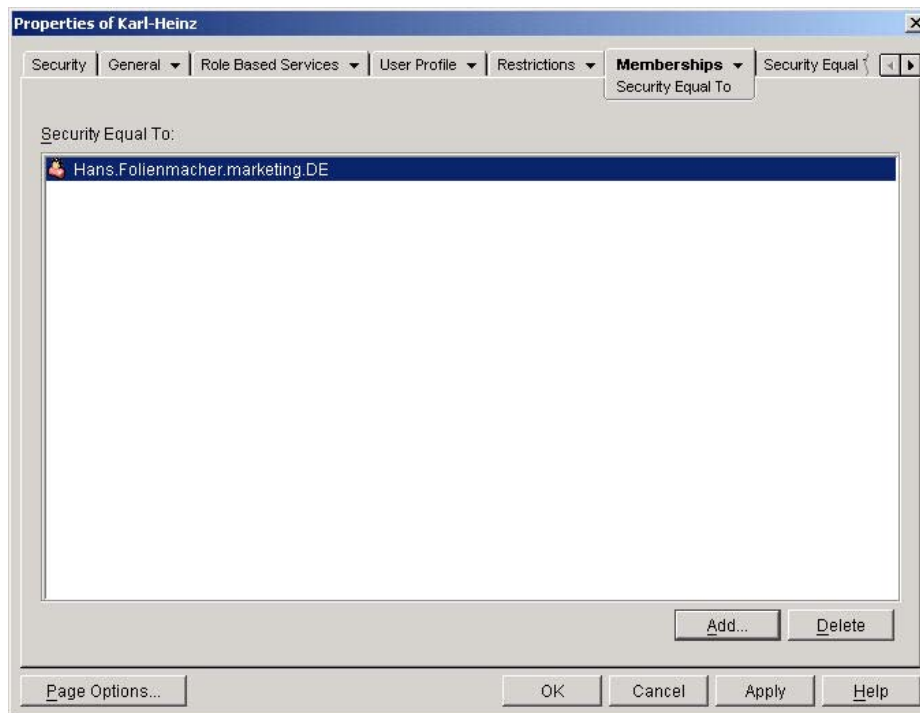 Properties of Karl-Heinz
Security General Role Based Services User Profile Restrictions Memberships Security Equal
Security Equal To
Security Equal To:
Hans.Folienmacher.marketing.DE
Add... Delete
Page Options... OK Cancel Apply Help